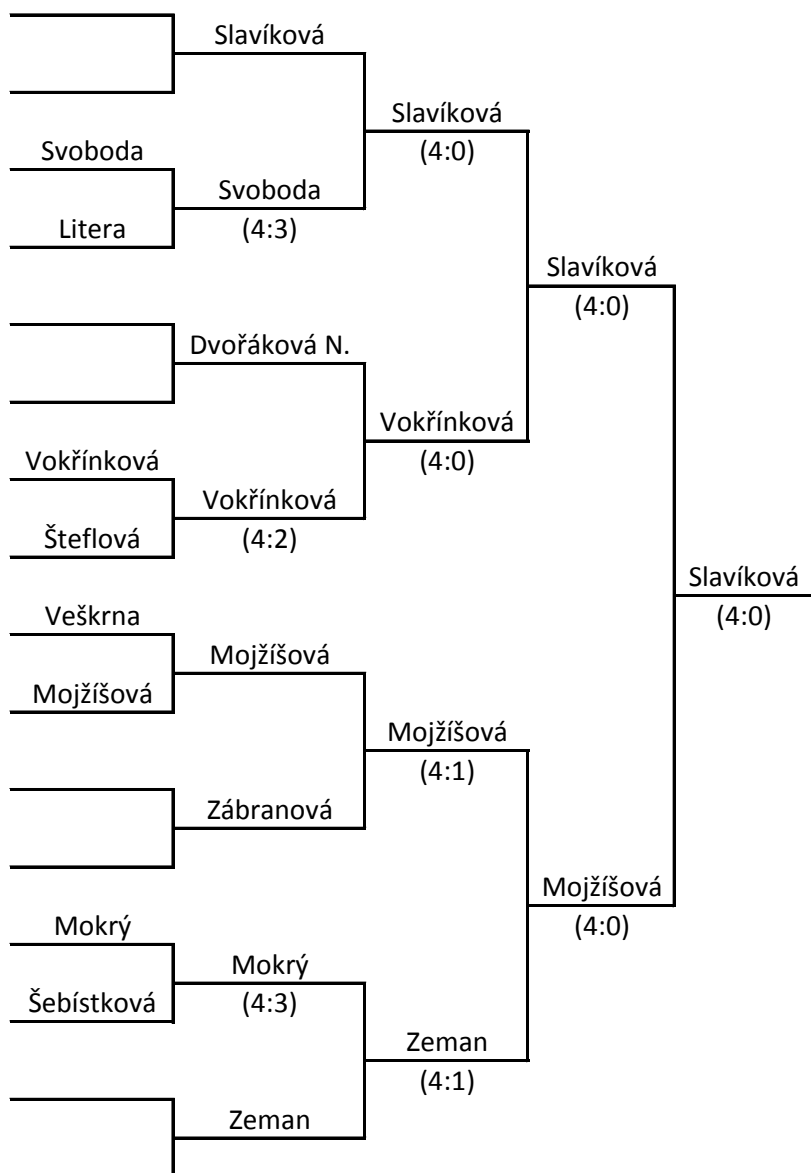 Slavíková
Slavíková
(4:0)
Svoboda
Svoboda
(4:3)
Litera
Slavíková
(4:0)
Dvořáková N.
Vokřínková
(4:0)
Vokřínková
Vokřínková
(4:2)
Šteflová
Slavíková
(4:0)
Veškrna
Mojžíšová
Mojžíšová
Mojžíšová
(4:1)
Zábranová
Mojžíšová
(4:0)
Mokrý
Mokrý
(4:3)
Šebístková
Zeman
(4:1)
Zeman